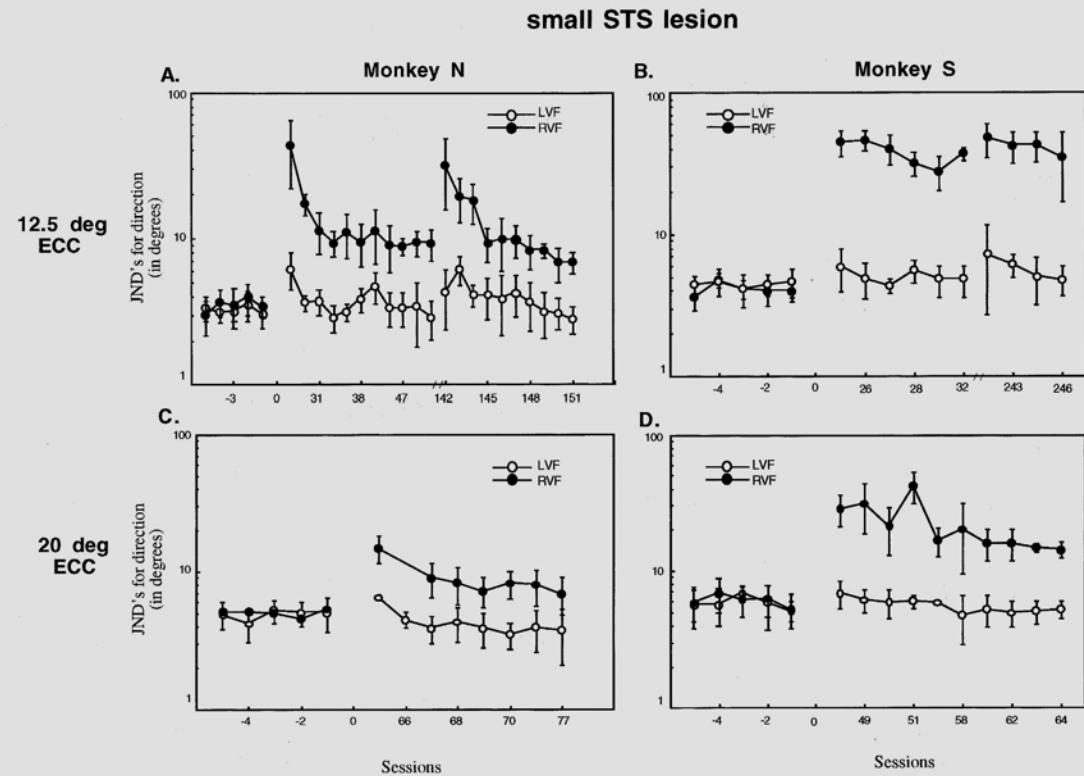 small STS lesion
A.
Monkey N
B.
Monkey S
12.5 deg
ECC
JND's for direction
(in degrees)
100
10
1
LVF
RVF
-3 0 31 38 47 142 145 148 151
100
10
1
LVF
RVF
-4 -2 0 26 28 32 243 246
C.
D.
20 deg
ECC
JND's for direction
(in degrees)
100
10
1
LVF
RVF
-4 -2 0 66 68 70 77
Sessions
100
10
1
LVF
RVF
-4 -2 0 49 51 58 62 64
Sessions